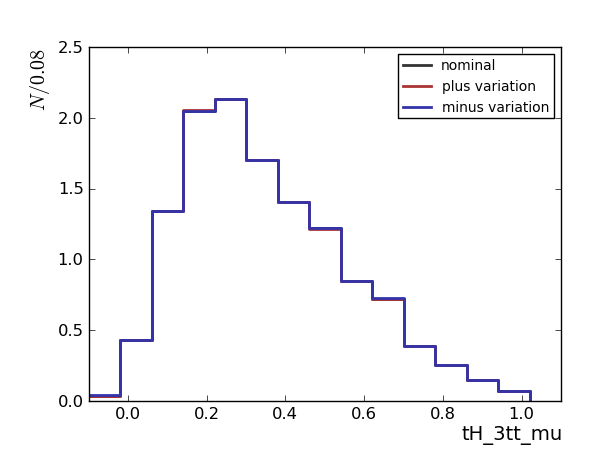 N/0.08
2.5
2.0
1.5
1.0
0.5
0.0
nominal
plus variation
minus variation
0.0 0.2 0.4 0.6 0.8 1.0
tH_3tt_mu